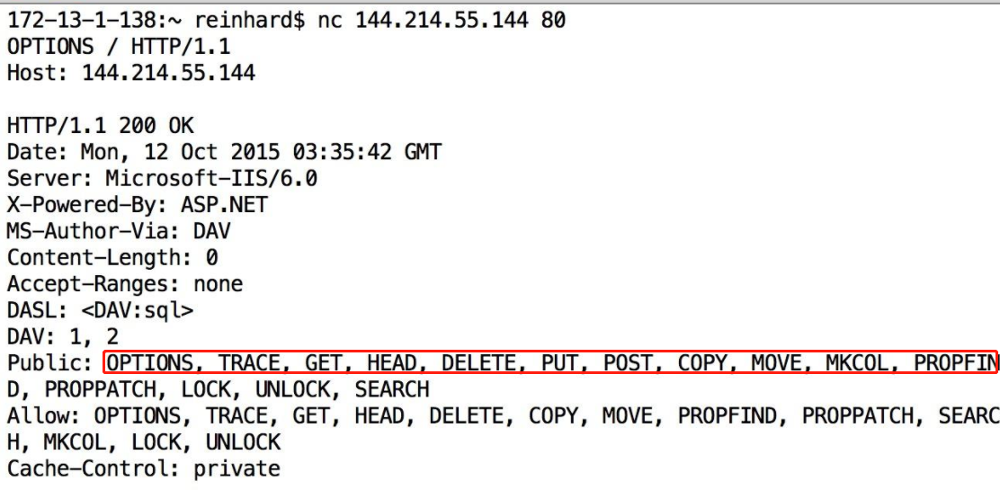 172-13-1-138:~ reinhard$ nc 144.214.55.144 80
OPTIONS / HTTP/1.1
Host: 144.214.55.144

HTTP/1.1 200 OK
Date: Mon, 12 Oct 2015 03:35:42 GMT
Server: Microsoft-IIS/6.0
X-Powered-By: ASP.NET
MS-Author-Via: DAV
Content-Length: 0
Accept-Ranges: none
DASL: <DAV:sql>
DAV: 1, 2
Public: OPTIONS, TRACE, GET, HEAD, DELETE, PUT, POST, COPY, MOVE, MKCOL, PROPFIN
D, PROPPATCH, LOCK, UNLOCK, SEARCH
Allow: OPTIONS, TRACE, GET, HEAD, DELETE, COPY, MOVE, PROPFIND, PROPPATCH, SEARC
H, MKCOL, LOCK, UNLOCK
Cache-Control: private